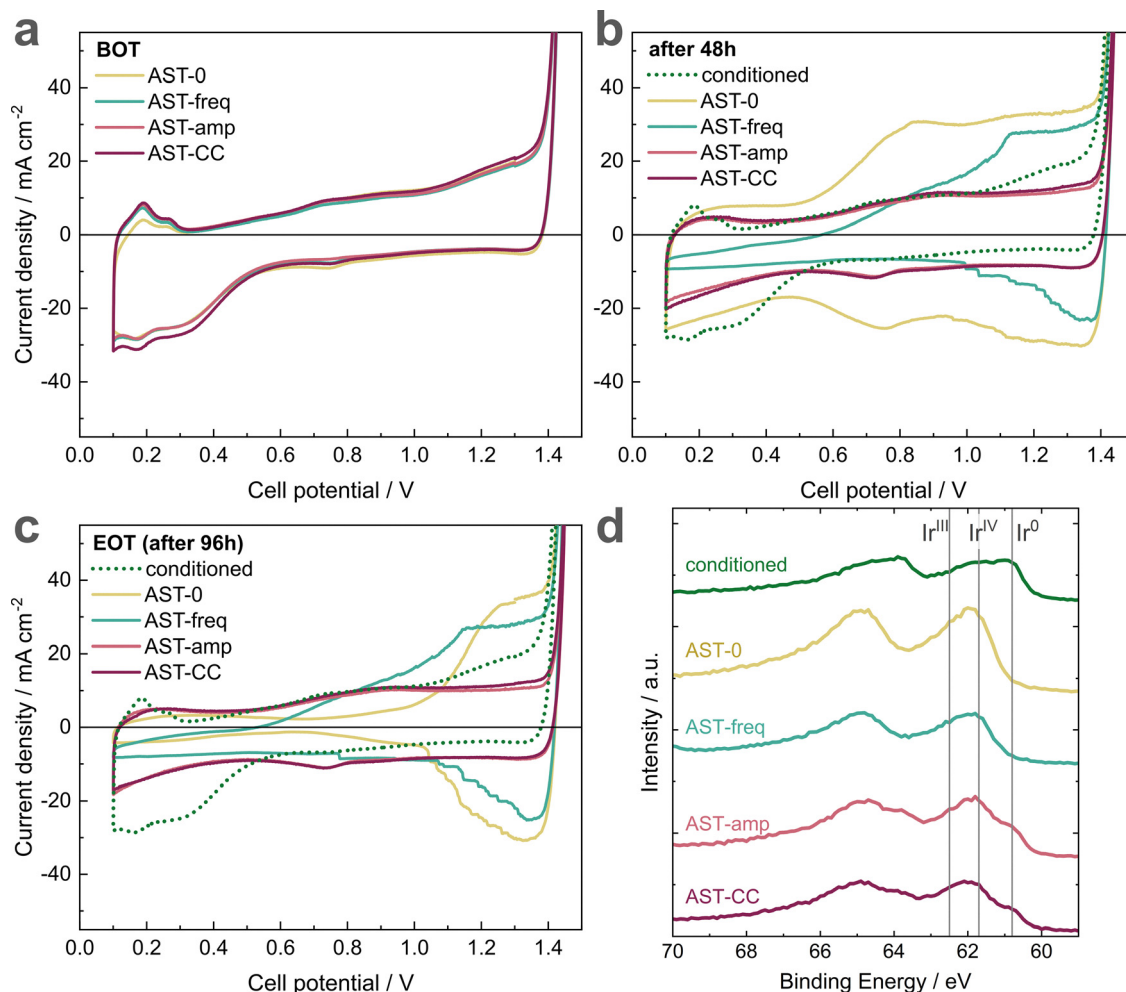 a
BOT
AST-0
AST-freq
AST-amp
AST-CC
Current density / mA cm⁻²
40
20
0
-20
-40
0.0 0.2 0.4 0.6 0.8 1.0 1.2 1.4
Cell potential / V
b
after 48h
conditioned
AST-0
AST-freq
AST-amp
AST-CC
40
20
0
-20
-40
0.0 0.2 0.4 0.6 0.8 1.0 1.2 1.4
Cell potential / V
c
EOT (after 96h)
conditioned
AST-0
AST-freq
AST-amp
AST-CC
Current density / mA cm⁻²
40
20
0
-20
-40
0.0 0.2 0.4 0.6 0.8 1.0 1.2 1.4
Cell potential / V
d
Ir^III Ir^IV Ir⁰
conditioned
AST-0
AST-freq
AST-amp
AST-CC
Intensity / a.u.
70 68 66 64 62 60
Binding Energy / eV